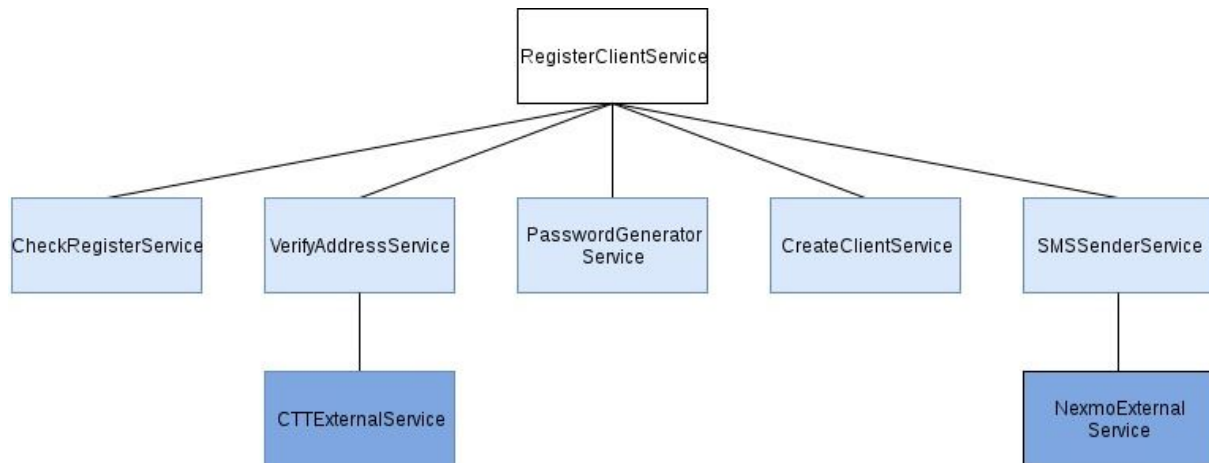 RegisterClientService
CheckRegisterService
VerifyAddressService
PasswordGenerator
Service
CreateClientService
SMSSenderService
CTTExternalService
NexmoExternal
Service